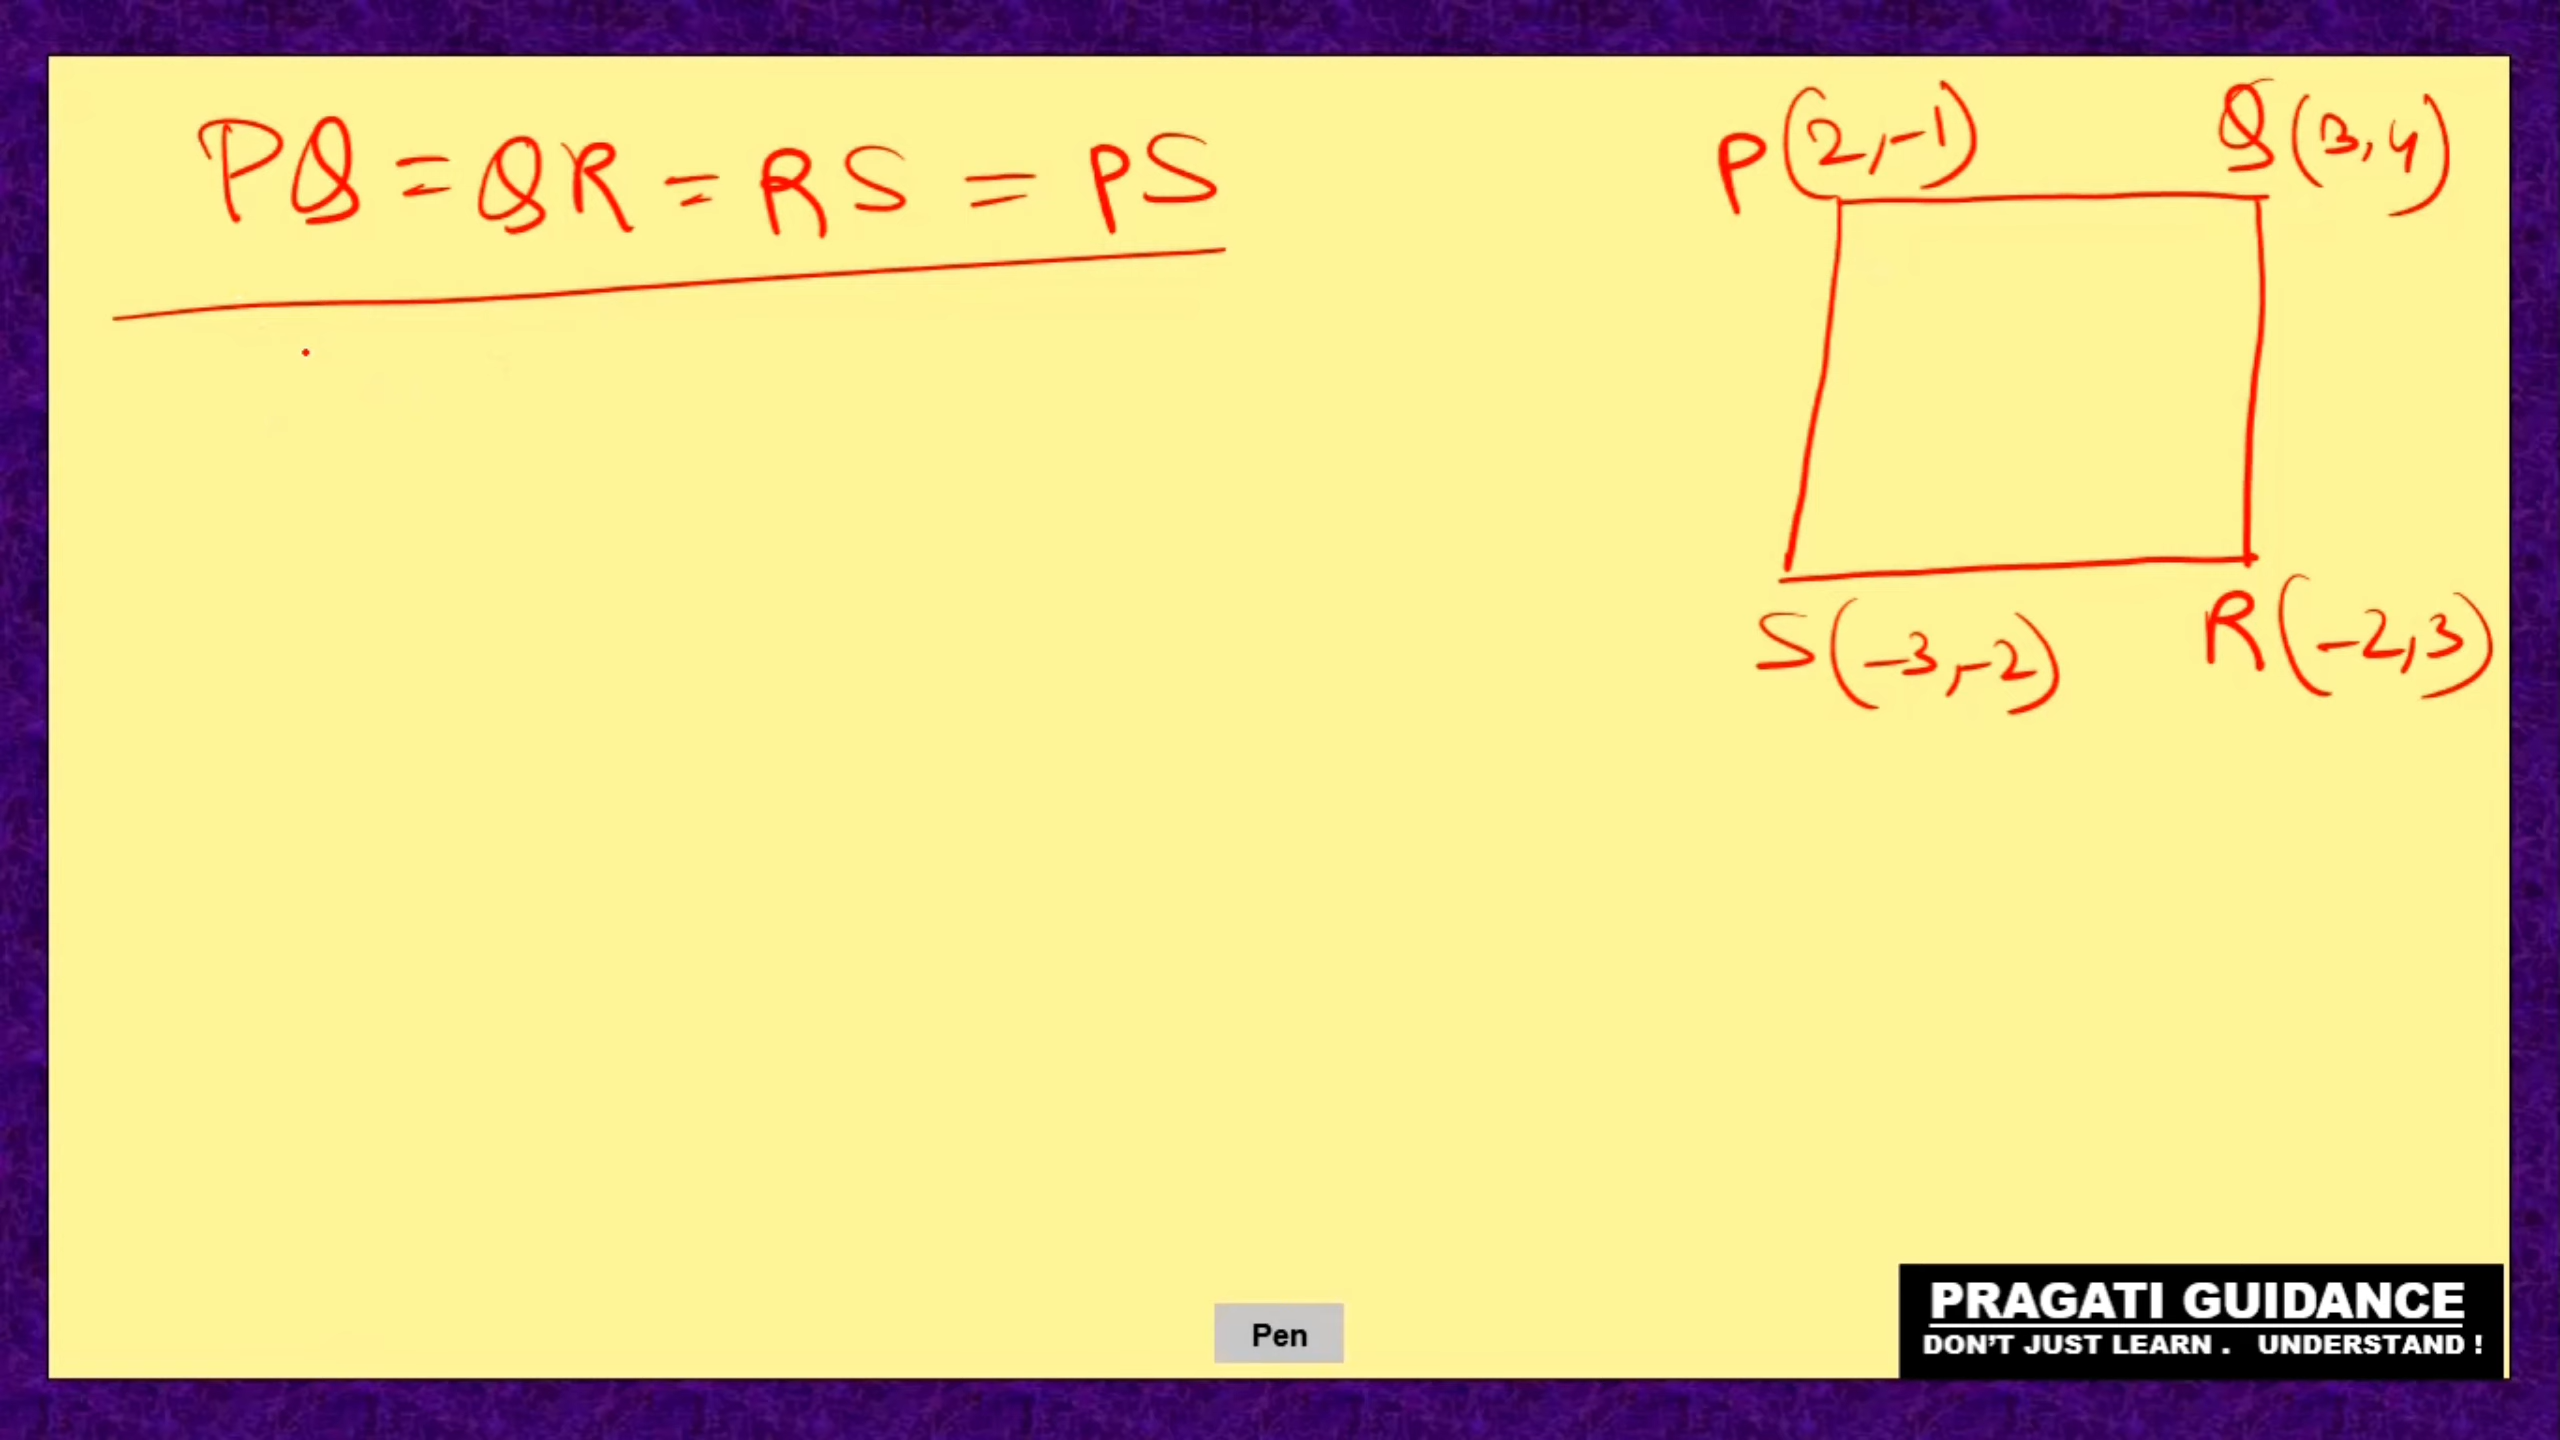 PQ = QR = RS = PS
P(2,-1)
Q(3,4)
S(-3,-2)
R(-2,3)
Pen
PRAGATI GUIDANCE
DON'T JUST LEARN . UNDERSTAND !